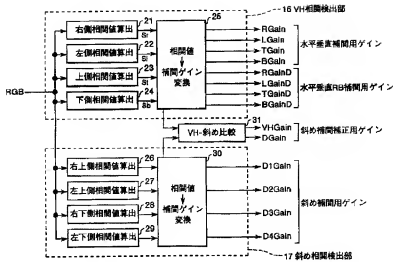 16 VH相関検出部
21
右側相関値算出
Sr
22
左側相関値算出
Sl
23
上側相関値算出
St
24
下側相関値算出
Sb
RGB
25
相関値
補間ゲイン
変換
RGain
LGain
TGain
BGain
水平垂直補間用ゲイン
RGainD
LGainD
TGainD
BGainD
水平垂直RB補間用ゲイン
31
VH-斜め比較
VHGain
DGain
斜め補間補正用ゲイン
26
右上側相関値算出
27
左上側相関値算出
28
右下側相関値算出
29
左下側相関値算出
30
相関値
補間ゲイン
変換
D1Gain
D2Gain
D3Gain
D4Gain
斜め補間用ゲイン
17 斜め相関検出部